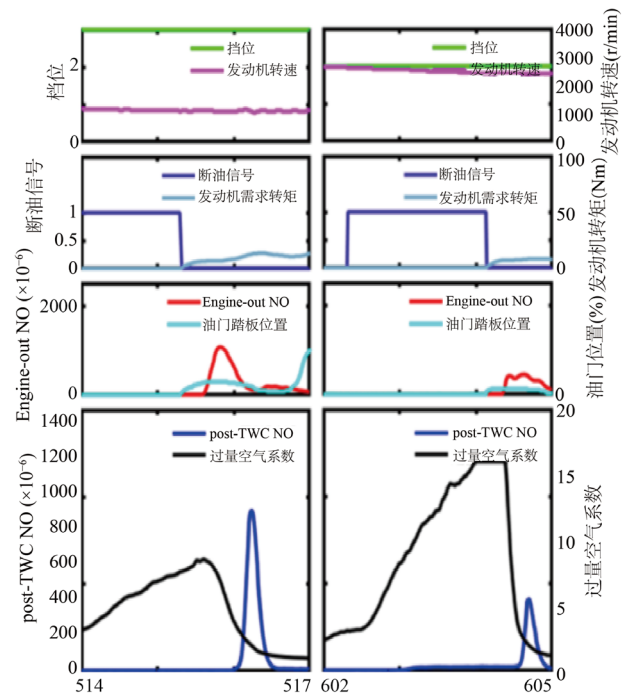 挡位
发动机转速
2
0
档位
挡位
发动机转速
4000
3000
2000
1000
0
发动机转速(r/min)
断油信号
发动机需求转矩
1
0.5
0
断油信号
断油信号
发动机需求转矩
100
50
0
发动机转矩(Nm)
Engine-out NO
油门踏板位置
2000
0
Engine-out NO (×10⁻⁶)
Engine-out NO
油门踏板位置
0
油门位置(%)
post-TWC NO
过量空气系数
1400
1200
1000
800
600
400
200
0
post-TWC NO (×10⁻⁶)
514
517
post-TWC NO
过量空气系数
20
15
10
5
0
过量空气系数
602
605